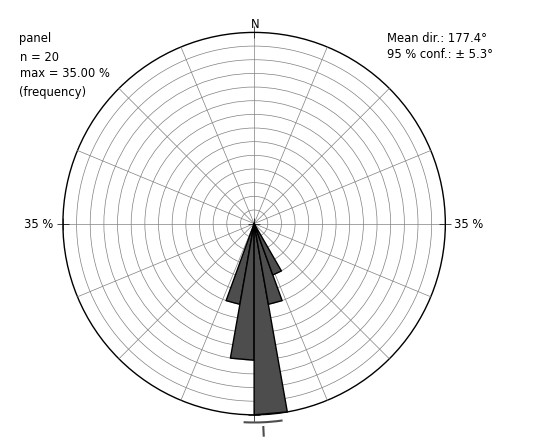 N
panel
n = 20
max = 35.00 %
(frequency)
Mean dir.: 177.4°
95 % conf.: ± 5.3°
35 %
35 %